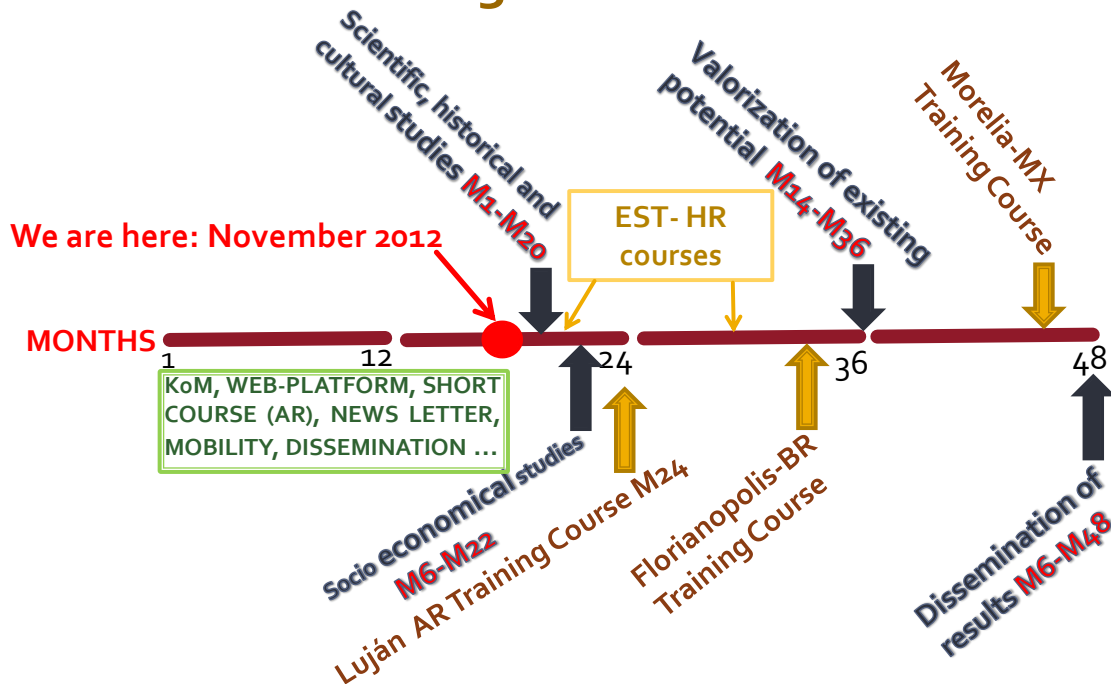 Scientific, historical and
cultural studies M1-M20
Valorization of existing
potential M14-M36
Morelia-MX
Training Course
EST- HR
courses
We are here: November 2012
MONTHS
1
12
24
36
48
KoM, WEB-PLATFORM, SHORT
COURSE (AR), NEWS LETTER,
MOBILITY, DISSEMINATION ...
Socio economical studies
M6-M22
Luján AR Training Course M24
Florianopolis-BR
Training Course
Dissemination of
results M6-M48